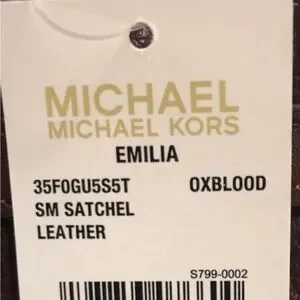 MICHAEL
MICHAEL KORS
EMILIA
35F0GU5S5T OXBLOOD
SM SATCHEL
LEATHER
S799-0002